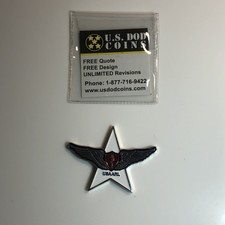 U.S. DOD
COINS
FREE Quote
FREE Design
UNLIMITED Revisions
Phone: 1-877-716-9422
www.usdodcoins.com
USAARL